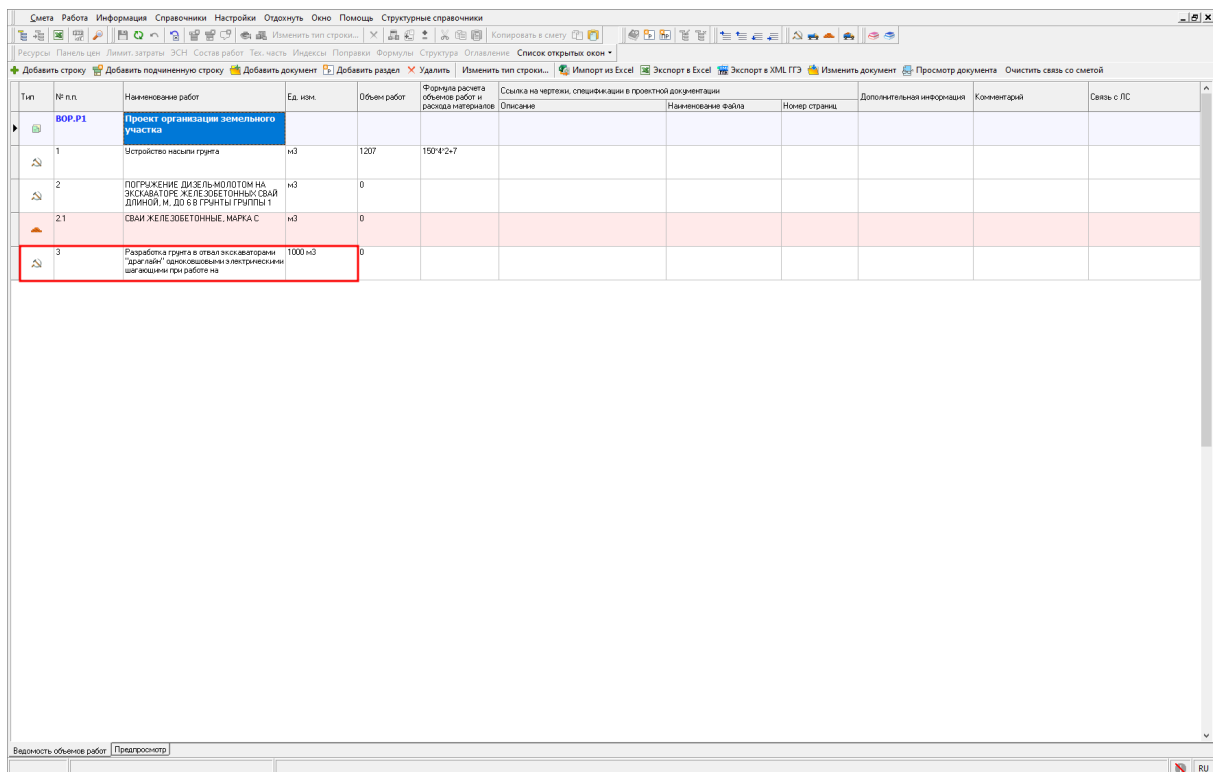 Смета Работа Информация Справочники Настройки Отдохнуть Окно Помощь Структурные справочники
Изменить тип строки... Копировать в смету
Ресурсы Панель цен Лимит. затраты ЭСН Состав работ Тех. часть Индексы Поправки Формулы Структура Оглавление Список открытых окон
Добавить строку Добавить подчиненную строку Добавить документ Добавить раздел Удалить Изменить тип строки... Импорт из Excel Экспорт в Excel Экспорт в XML ГГЭ Изменить документ Просмотр документа Очистить связь со сметой
Тип № п.п. Наименование работ Ед. изм. Объем работ Формула расчета объемов работ и расхода материалов Ссылка на чертежи, спецификации в проектной документации Дополнительная информация Комментарий Связь с ЛС
Описание Наименование файла Номер страниц
ВОР.Р1 Проект организации земельного
участка
1 Устройство насыпи грунта м3 1207 150*4*2+7
2 ПОГРУЖЕНИЕ ДИЗЕЛЬ-МОЛОТОМ НА м3 0
ЭКСКАВАТОРЕ ЖЕЛЕЗОБЕТОННЫХ СВАЙ
ДЛИНОЙ, М, ДО 6 В ГРУНТЫ ГРУППЫ 1
2.1 СВАИ ЖЕЛЕЗОБЕТОННЫЕ, МАРКА С м3 0
3 Разработка грунта в отвал экскаваторами 1000 м3 0
"драглайн" одноковшовыми электрическими
шагающими при работе на
Ведомость объемов работ Предпросмотр
RU